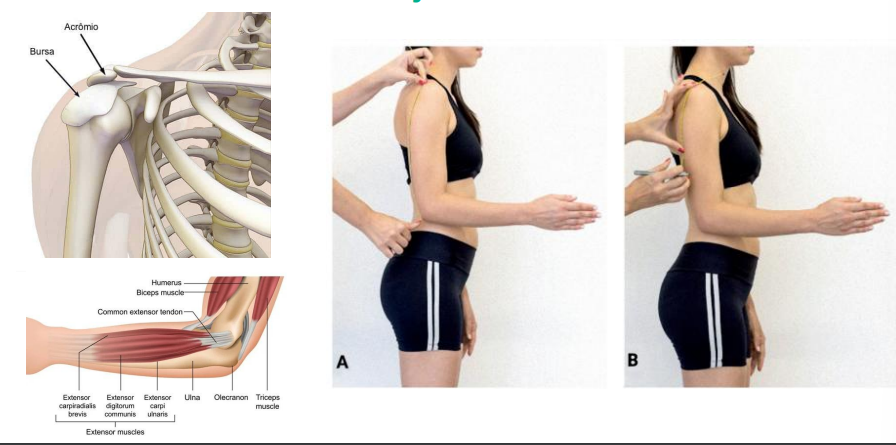 Acrômio
Bursa
Humerus
Biceps muscle
Common extensor tendon
Extensor
carpiradialis
brevis
Extensor
digitorum
communis
Extensor
carpi
ulnaris
Ulna
Olecranon
Triceps
muscle
Extensor muscles
A
B